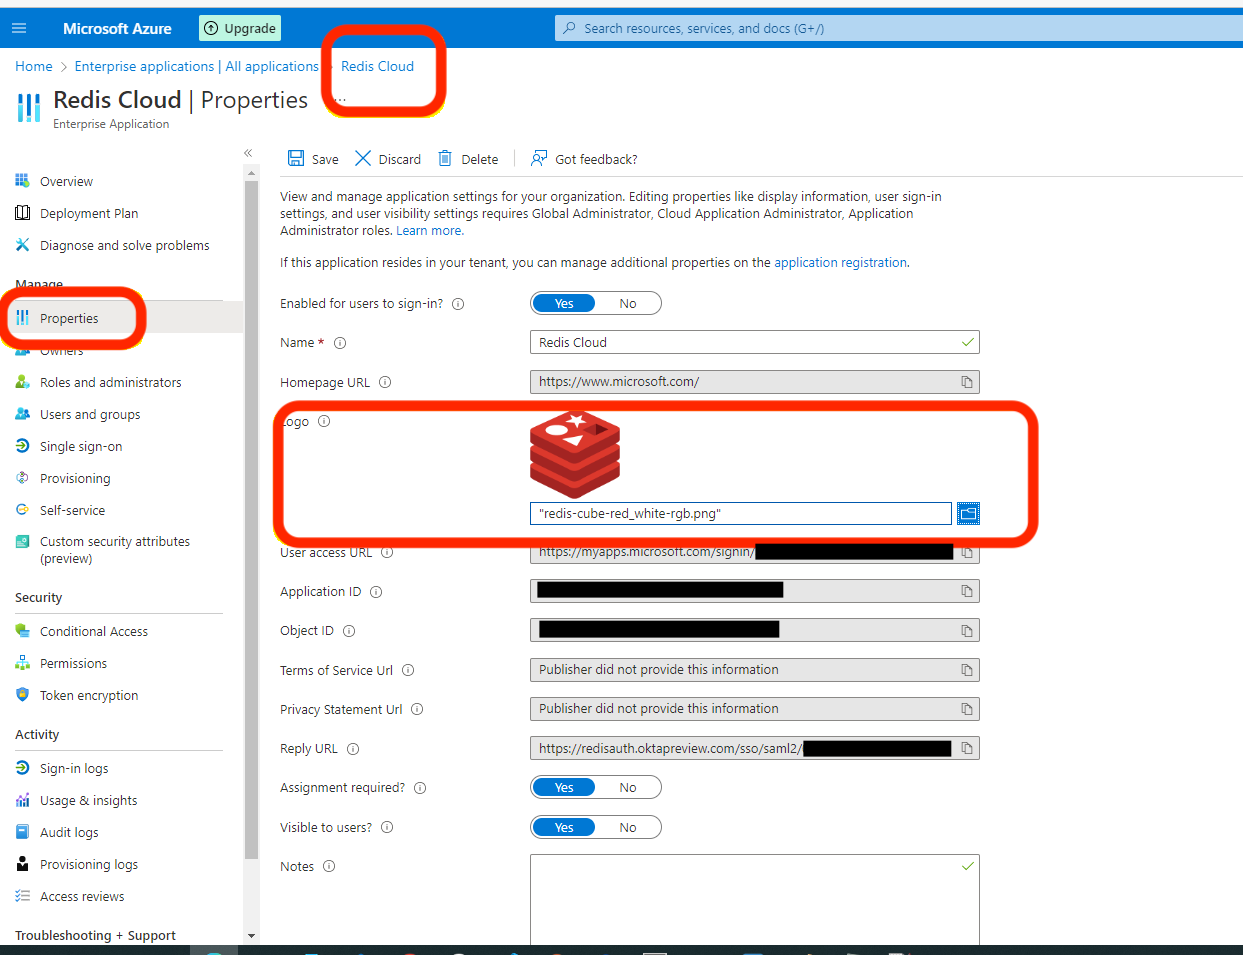 Microsoft Azure
Upgrade
Search resources, services, and docs (G+/)
Home > Enterprise applications | All applications > Redis Cloud
Redis Cloud | Properties ...
Enterprise Application
«
Overview
Deployment Plan
Diagnose and solve problems
Manage
Properties
Owners
Roles and administrators
Users and groups
Single sign-on
Provisioning
Self-service
Custom security attributes
(preview)
Security
Conditional Access
Permissions
Token encryption
Activity
Sign-in logs
Usage & insights
Audit logs
Provisioning logs
Access reviews
Troubleshooting + Support
Save Discard Delete | Got feedback?
View and manage application settings for your organization. Editing properties like display information, user sign-in
settings, and user visibility settings requires Global Administrator, Cloud Application Administrator, Application
Administrator roles. Learn more.
If this application resides in your tenant, you can manage additional properties on the application registration.
Enabled for users to sign-in? Yes No
Name * Redis Cloud
Homepage URL https://www.microsoft.com/
Logo
"redis-cube-red_white-rgb.png"
User access URL https://myapps.microsoft.com/signin/
Application ID
Object ID
Terms of Service Url Publisher did not provide this information
Privacy Statement Url Publisher did not provide this information
Reply URL https://redisauth.oktapreview.com/sso/saml2/
Assignment required? Yes No
Visible to users? Yes No
Notes